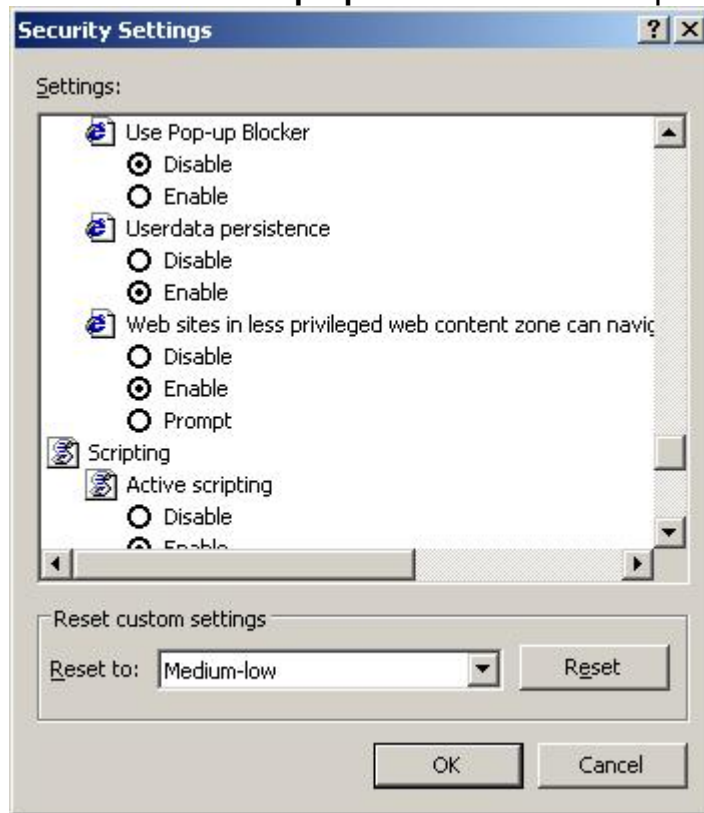 Security Settings
Settings:
Use Pop-up Blocker
Disable
Enable
Userdata persistence
Disable
Enable
Web sites in less privileged web content zone can navig
Disable
Enable
Prompt
Scripting
Active scripting
Disable
Enable
Reset custom settings
Reset to: Medium-low Reset
OK Cancel